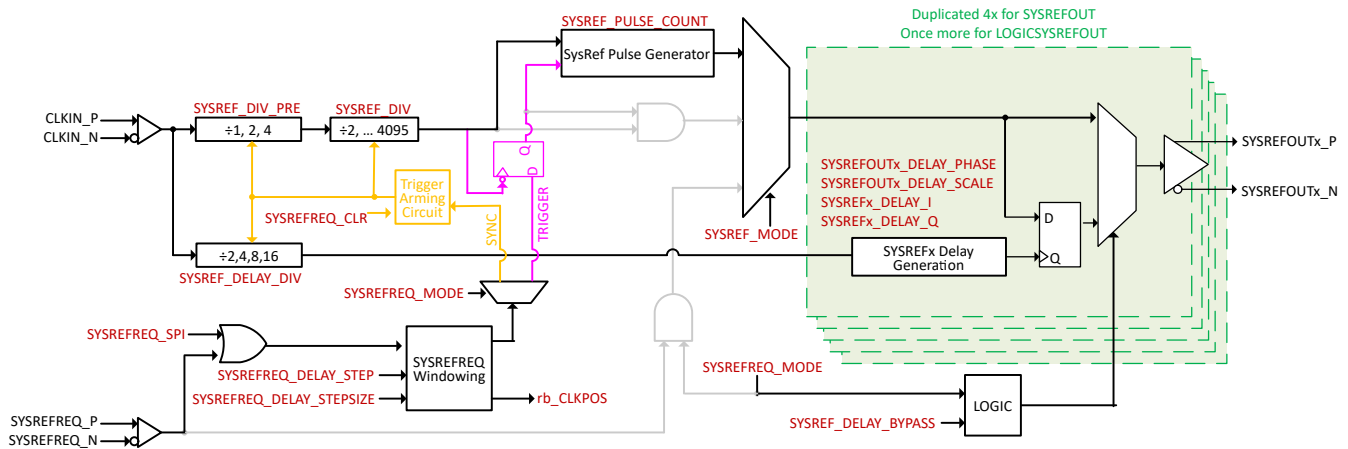 Duplicated 4x for SYSREFOUT
Once more for LOGICSYSREFOUT
SYSREF_PULSE_COUNT
SysRef Pulse Generator
SYSREF_DIV_PRE
SYSREF_DIV
CLKIN_P
CLKIN_N
÷1, 2, 4
÷2, ... 4095
Q
D
TRIGGER
SYNC
Trigger
Arming
Circuit
SYSREFREQ_CLR
÷2,4,8,16
SYSREF_DELAY_DIV
SYSREF_MODE
SYSREFOUTx_DELAY_PHASE
SYSREFOUTx_DELAY_SCALE
SYSREFx_DELAY_I
SYSREFx_DELAY_Q
SYSREFx Delay
Generation
D
Q
SYSREFOUTx_P
SYSREFOUTx_N
SYSREFREQ_MODE
SYSREFREQ_SPI
SYSREFREQ
Windowing
SYSREFREQ_DELAY_STEP
SYSREFREQ_DELAY_STEPSIZE
rb_CLKPOS
SYSREFREQ_MODE
LOGIC
SYSREF_DELAY_BYPASS
SYSREFREQ_P
SYSREFREQ_N